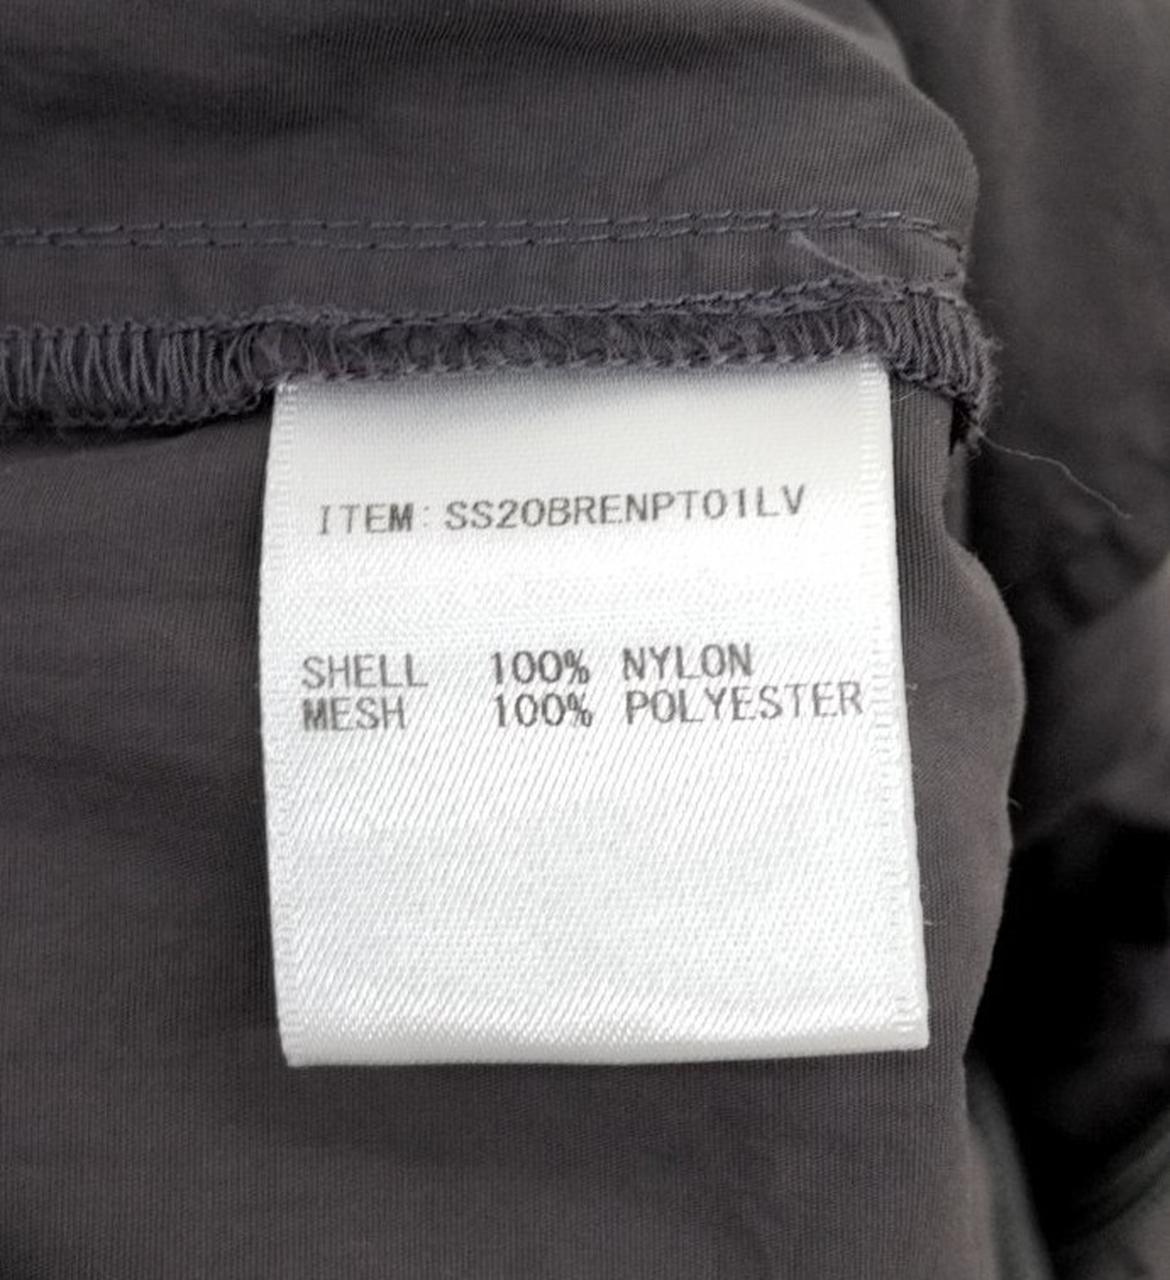 ITEM: SS20BRENPT01LV
SHELL 100% NYLON
MESH 100% POLYESTER